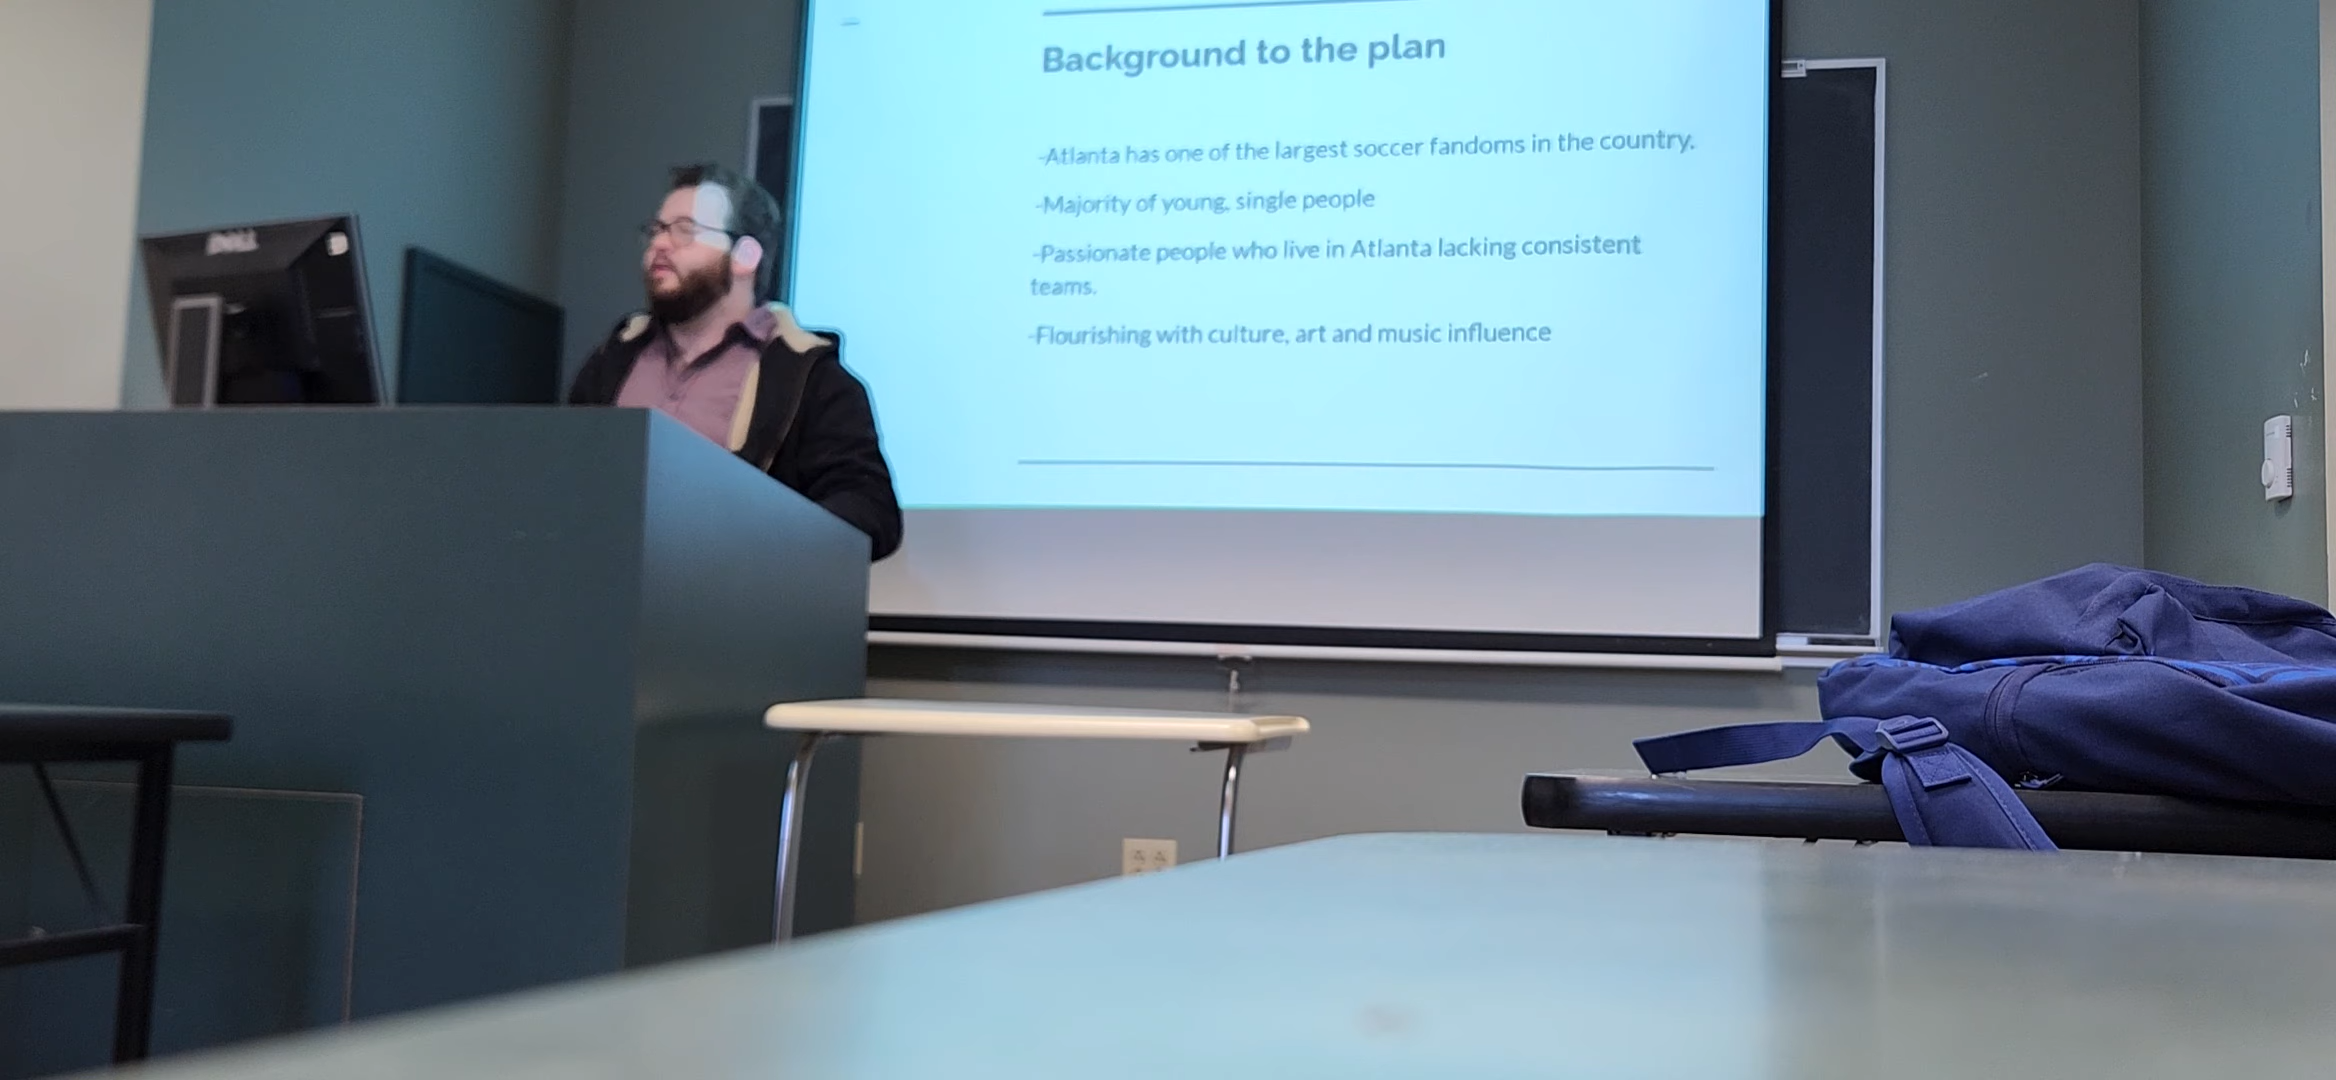 Background to the plan
-Atlanta has one of the largest soccer fandoms in the country.
-Majority of young, single people
-Passionate people who live in Atlanta lacking consistent
teams.
-Flourishing with culture, art and music influence
DELL